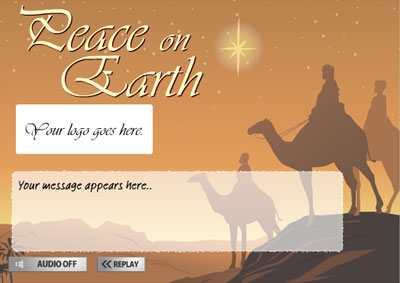 Peace on
Earth
Your logo goes here.
Your message appears here..
AUDIO OFF
REPLAY